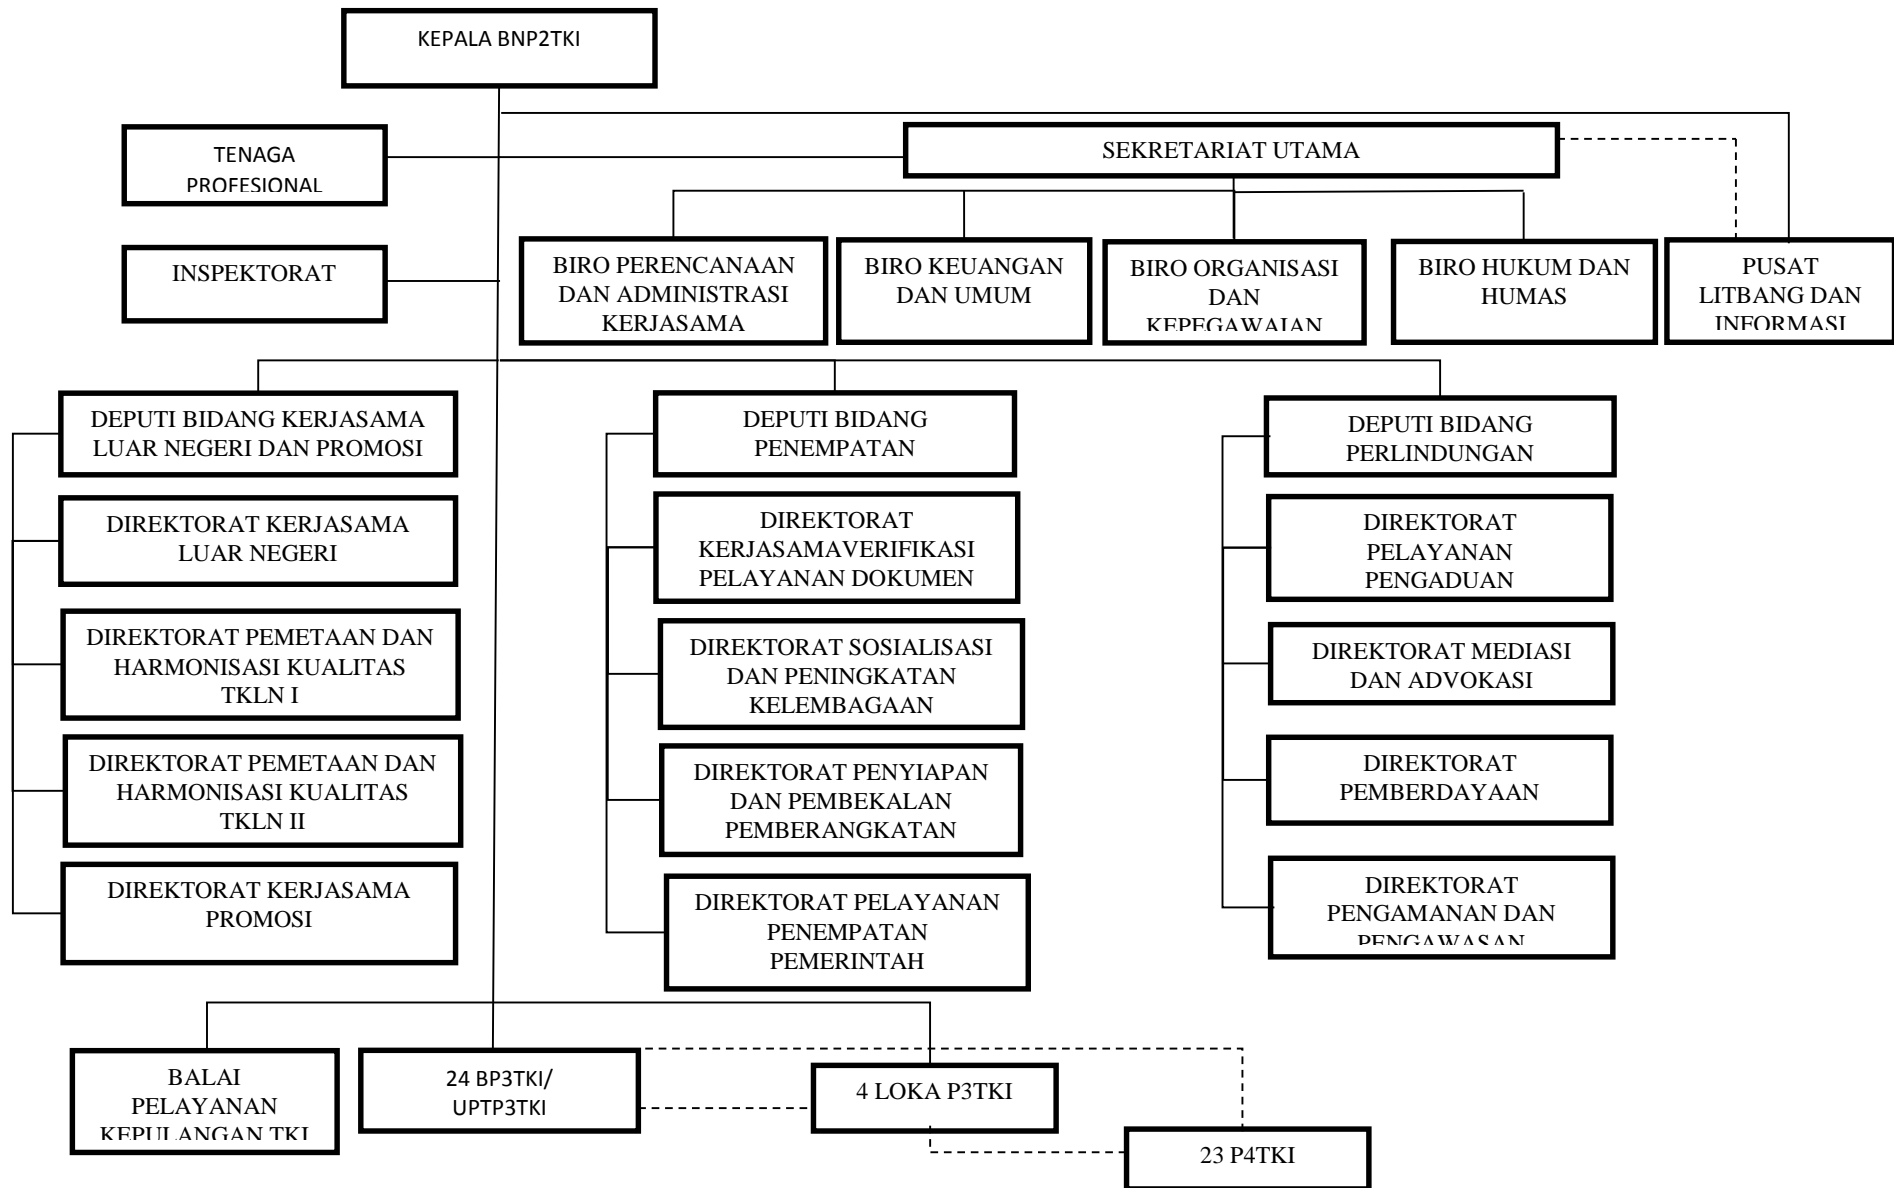 KEPALA BNP2TKI
TENAGA
PROFESIONAL
SEKRETARIAT UTAMA
INSPEKTORAT
BIRO PERENCANAAN
DAN ADMINISTRASI
KERJASAMA
BIRO KEUANGAN
DAN UMUM
BIRO ORGANISASI
DAN
KEPEGAWAIAN
BIRO HUKUM DAN
HUMAS
PUSAT
LITBANG DAN
INFORMASI
DEPUTI BIDANG KERJASAMA
LUAR NEGERI DAN PROMOSI
DIREKTORAT KERJASAMA
LUAR NEGERI
DIREKTORAT PEMETAAN DAN
HARMONISASI KUALITAS
TKLN I
DIREKTORAT PEMETAAN DAN
HARMONISASI KUALITAS
TKLN II
DIREKTORAT KERJASAMA
PROMOSI
DEPUTI BIDANG
PENEMPATAN
DIREKTORAT
KERJASAMAVERIFIKASI
PELAYANAN DOKUMEN
DIREKTORAT SOSIALISASI
DAN PENINGKATAN
KELEMBAGAAN
DIREKTORAT PENYIAPAN
DAN PEMBEKALAN
PEMBERANGKATAN
DIREKTORAT PELAYANAN
PENEMPATAN
PEMERINTAH
DEPUTI BIDANG
PERLINDUNGAN
DIREKTORAT
PELAYANAN
PENGADUAN
DIREKTORAT MEDIASI
DAN ADVOKASI
DIREKTORAT
PEMBERDAYAAN
DIREKTORAT
PENGAMANAN DAN
PENGAWASAN
BALAI
PELAYANAN
KEPULANGAN TKI
24 BP3TKI/
UPTP3TKI
4 LOKA P3TKI
23 P4TKI